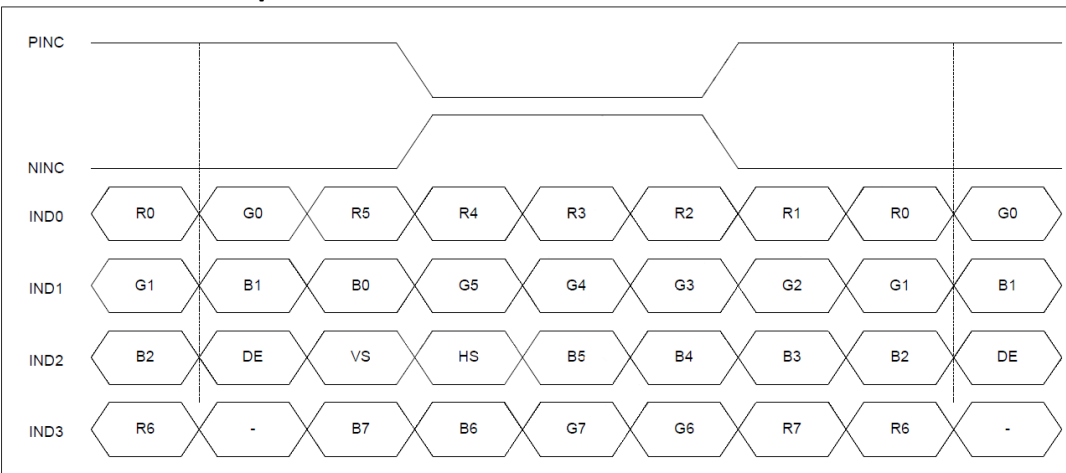 PINC
NINC
IND0 R0 G0 R5 R4 R3 R2 R1 R0 G0
IND1 G1 B1 B0 G5 G4 G3 G2 G1 B1
IND2 B2 DE VS HS B5 B4 B3 B2 DE
IND3 R6 - B7 B6 G7 G6 R7 R6 -